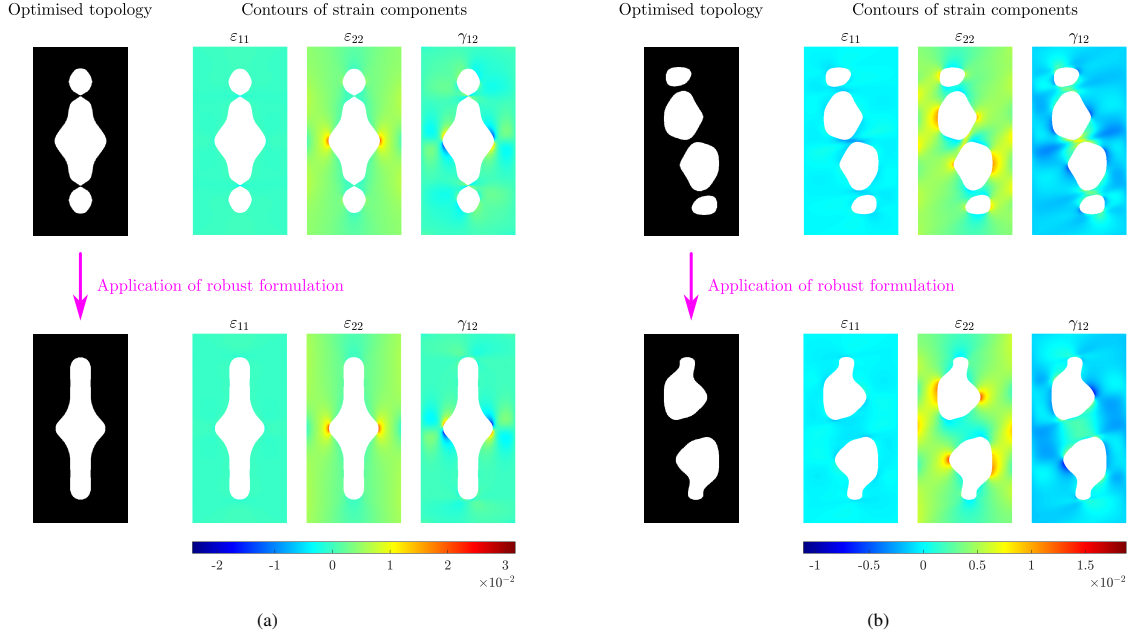 Optimised topology
Contours of strain components
ε₁₁
ε₂₂
γ₁₂
Application of robust formulation
ε₁₁
ε₂₂
γ₁₂
-2 -1 0 1 2 3
×10⁻²
(a)
Optimised topology
Contours of strain components
ε₁₁
ε₂₂
γ₁₂
Application of robust formulation
ε₁₁
ε₂₂
γ₁₂
-1 -0.5 0 0.5 1 1.5
×10⁻²
(b)